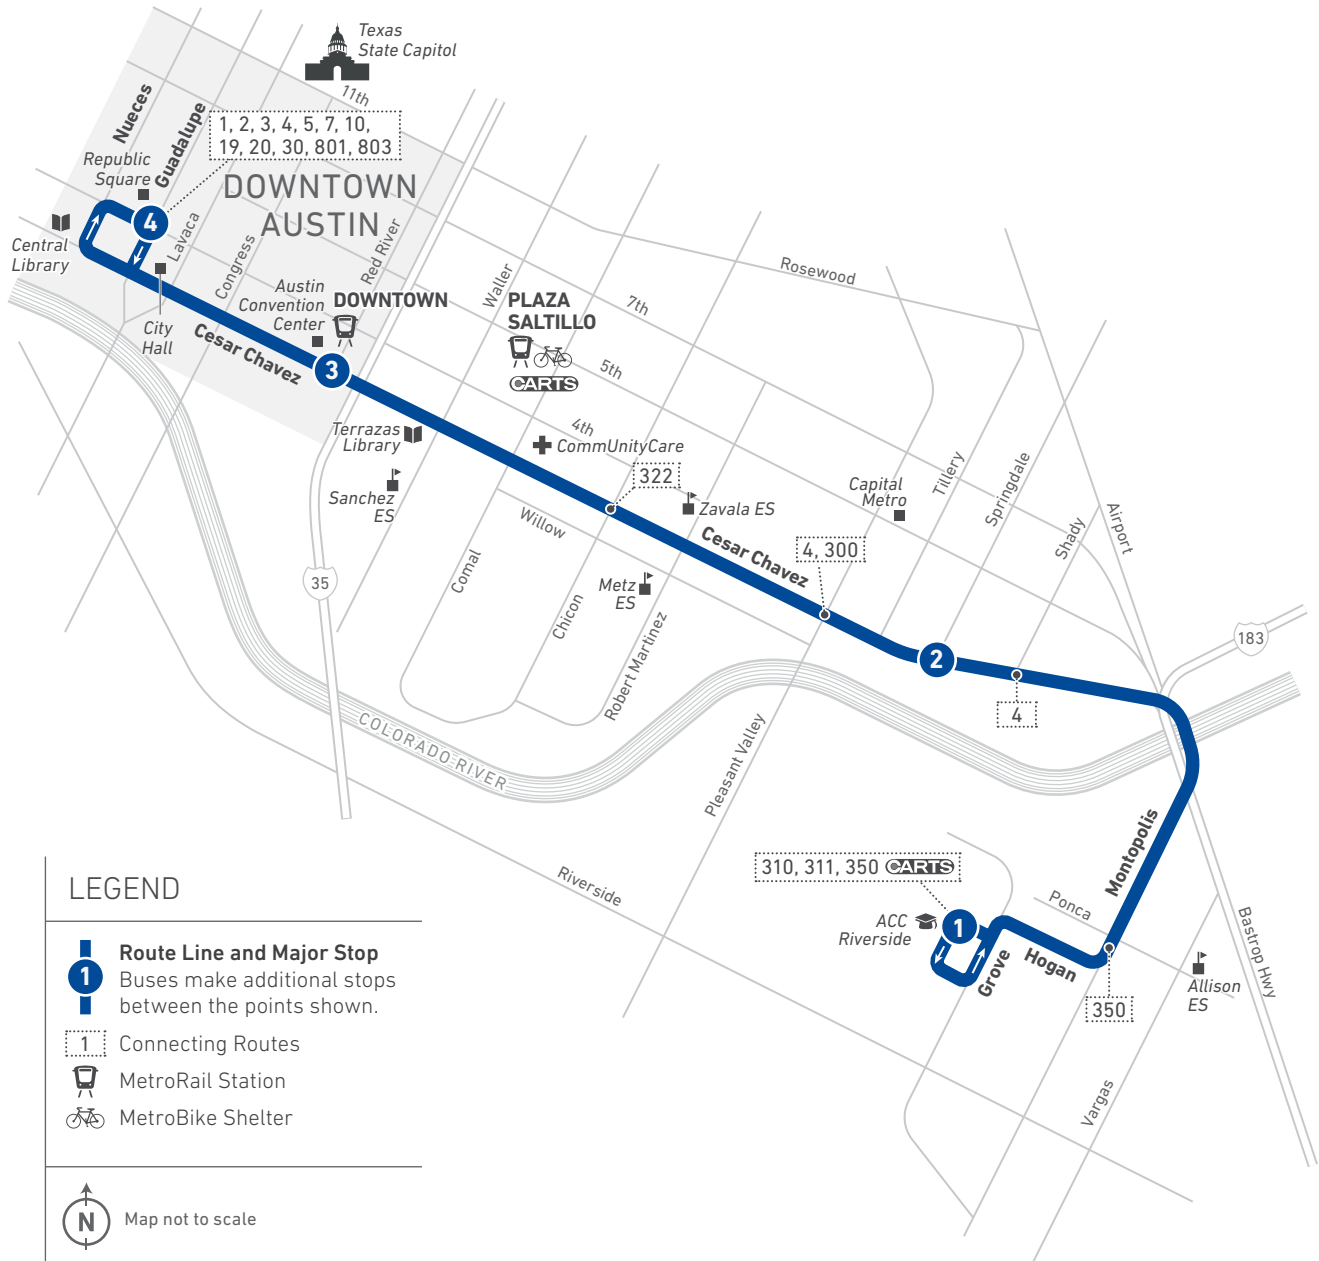 Texas
State Capitol
11th
Nueces
Guadalupe
1, 2, 3, 4, 5, 7, 10,
19, 20, 30, 801, 803
Republic
Square
DOWNTOWN
AUSTIN
4
Central
Library
Lavaca
Congress
Red River
Austin
Convention
Center
DOWNTOWN
City
Hall
Cesar Chavez
3
Waller
PLAZA
SALTILLO
CARTS
7th
5th
4th
Rosewood
Terrazas
Library
CommUnityCare
Sanchez
ES
322
Zavala ES
Willow
Cesar Chavez
4, 300
Capital
Metro
Tillery
Springdale
Shady
Airport
35
Comal
Chicon
Metz
ES
Robert Martinez
2
4
183
COLORADO RIVER
Pleasant Valley
Riverside
Montopolis
310, 311, 350 CARTS
ACC
Riverside
1
Grove
Hogan
Ponca
350
Allison
ES
Bastrop Hwy
Vargas
LEGEND
1
Route Line and Major Stop
Buses make additional stops
between the points shown.
1 Connecting Routes
MetroRail Station
MetroBike Shelter
N
Map not to scale